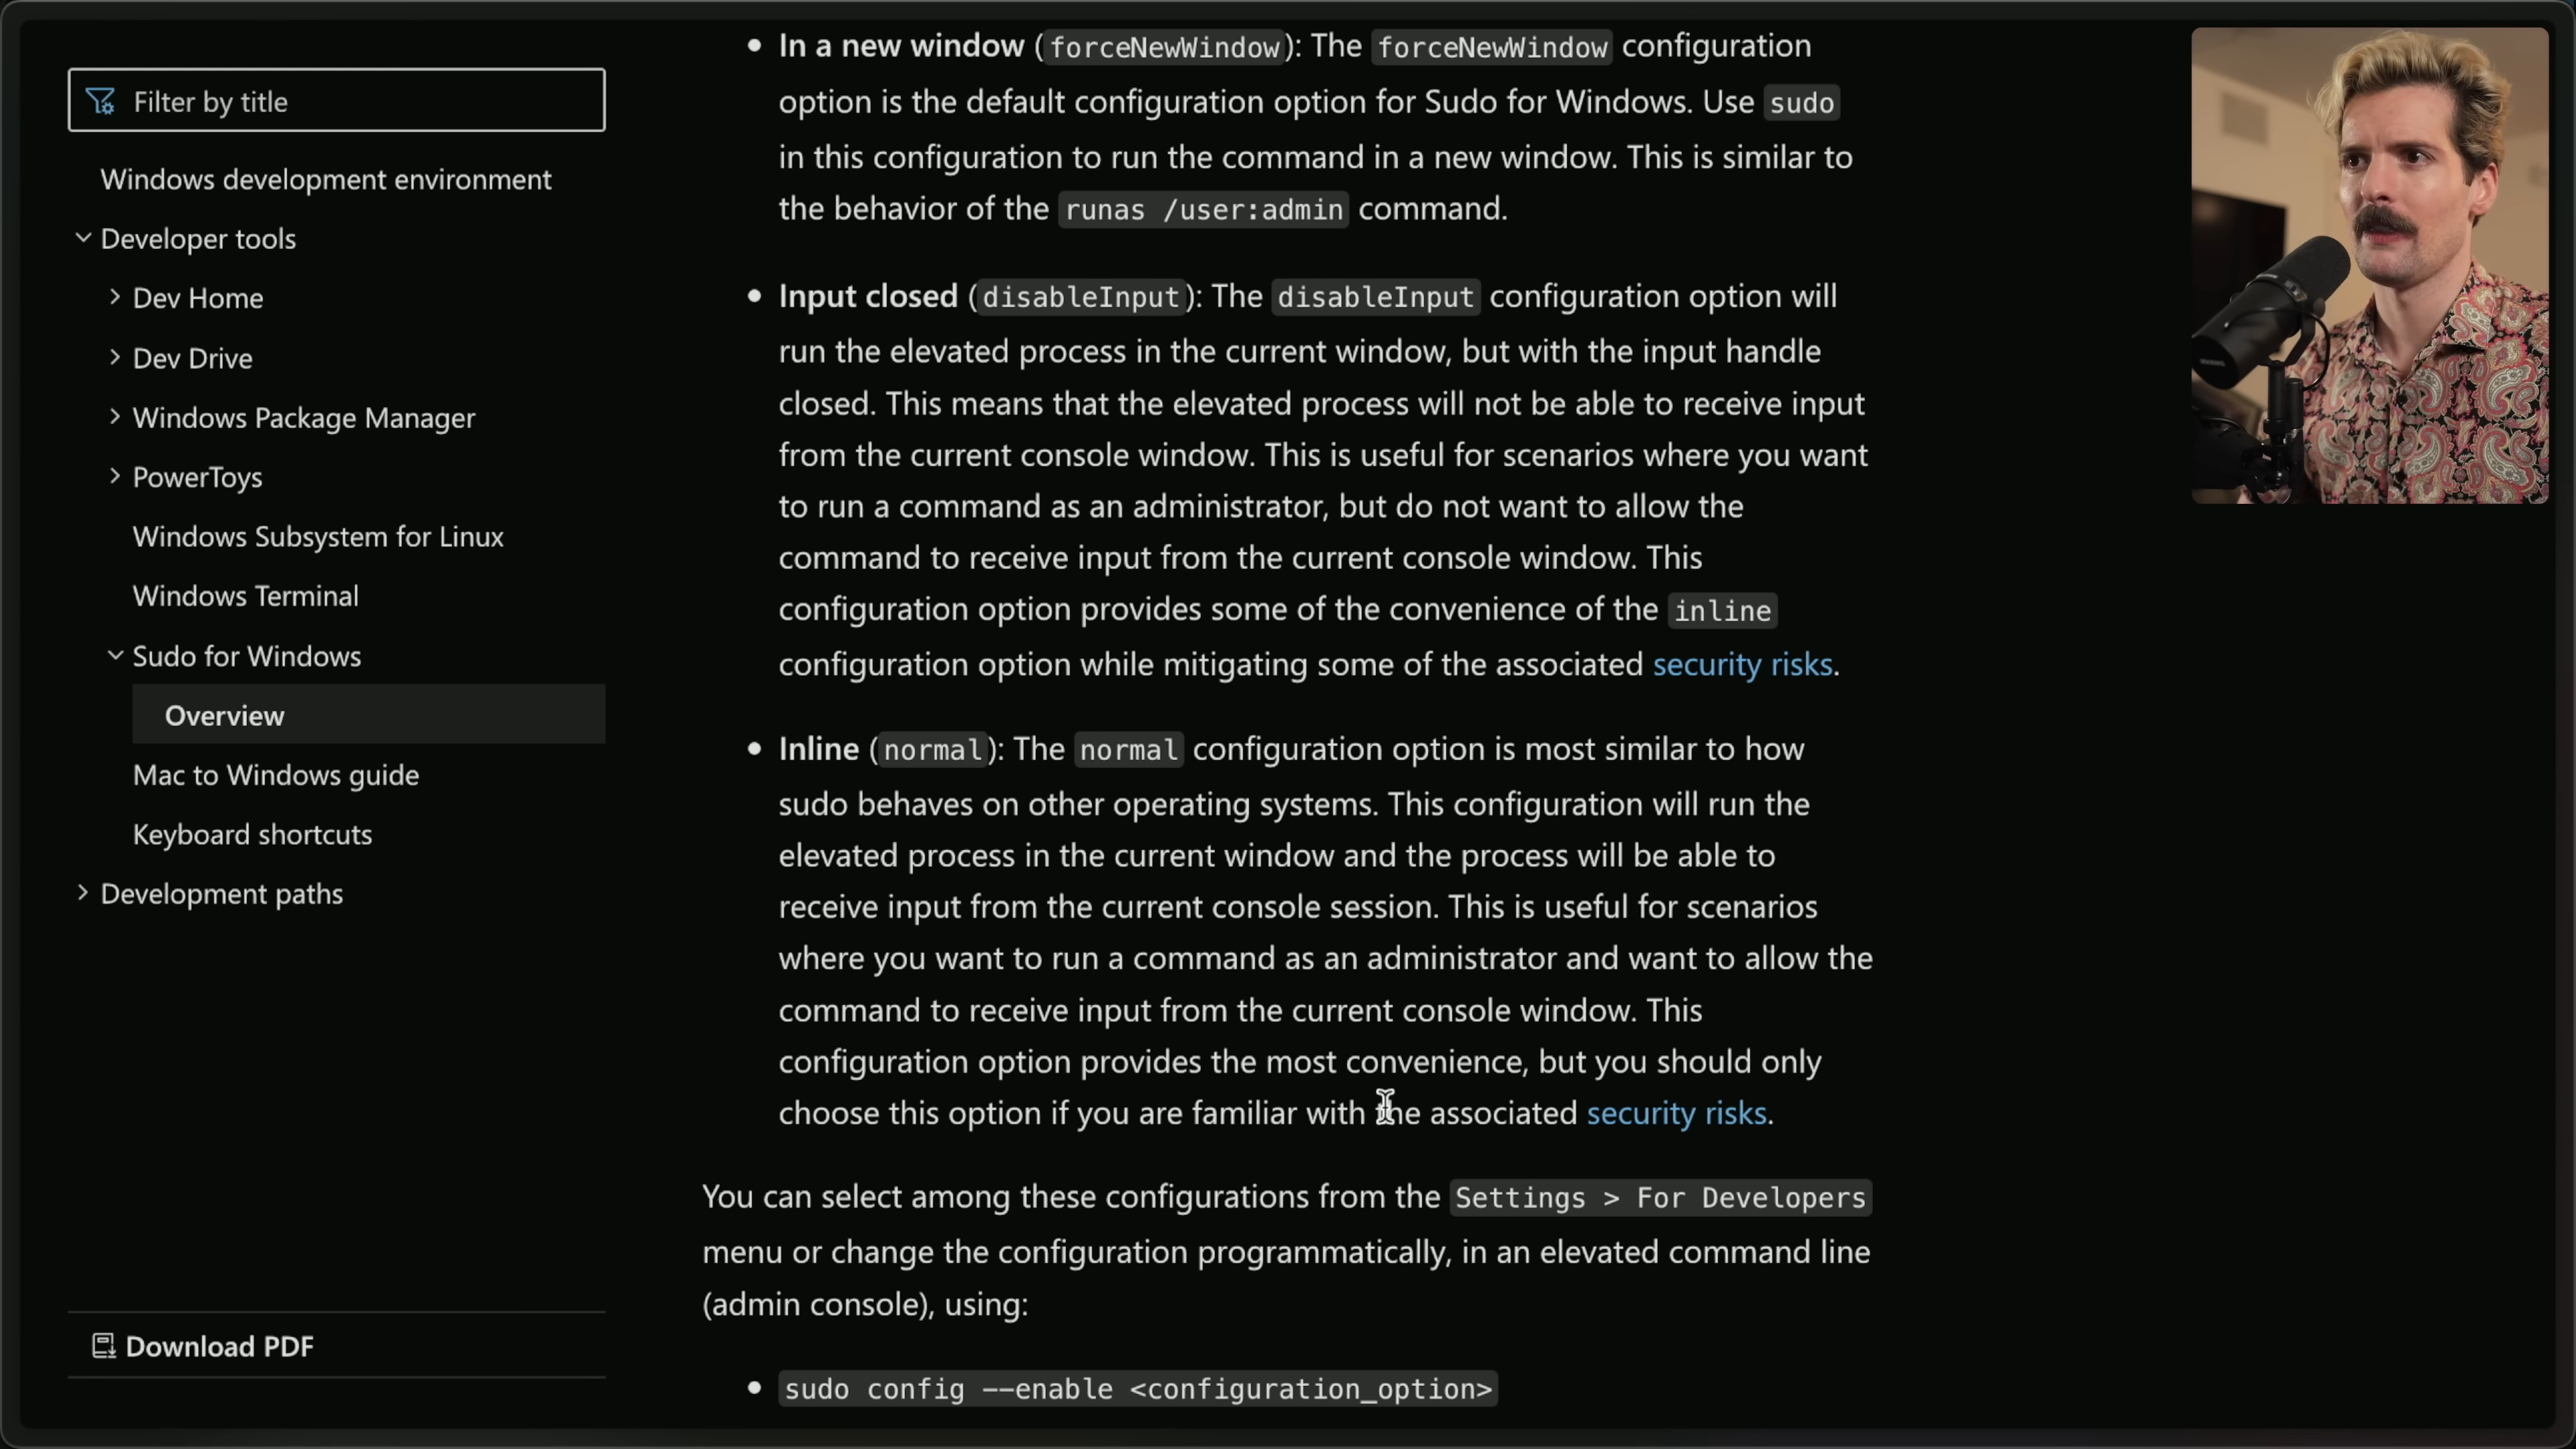 Filter by title
Windows development environment
Developer tools
Dev Home
Dev Drive
Windows Package Manager
PowerToys
Windows Subsystem for Linux
Windows Terminal
Sudo for Windows
Overview
Mac to Windows guide
Keyboard shortcuts
Development paths
Download PDF
• In a new window (forceNewWindow): The forceNewWindow configuration
option is the default configuration option for Sudo for Windows. Use sudo
in this configuration to run the command in a new window. This is similar to
the behavior of the runas /user:admin command.
• Input closed (disableInput): The disableInput configuration option will
run the elevated process in the current window, but with the input handle
closed. This means that the elevated process will not be able to receive input
from the current console window. This is useful for scenarios where you want
to run a command as an administrator, but do not want to allow the
command to receive input from the current console window. This
configuration option provides some of the convenience of the inline
configuration option while mitigating some of the associated security risks.
• Inline (normal): The normal configuration option is most similar to how
sudo behaves on other operating systems. This configuration will run the
elevated process in the current window and the process will be able to
receive input from the current console session. This is useful for scenarios
where you want to run a command as an administrator and want to allow the
command to receive input from the current console window. This
configuration option provides the most convenience, but you should only
choose this option if you are familiar with the associated security risks.
You can select among these configurations from the Settings > For Developers
menu or change the configuration programmatically, in an elevated command line
(admin console), using:
• sudo config --enable <configuration_option>